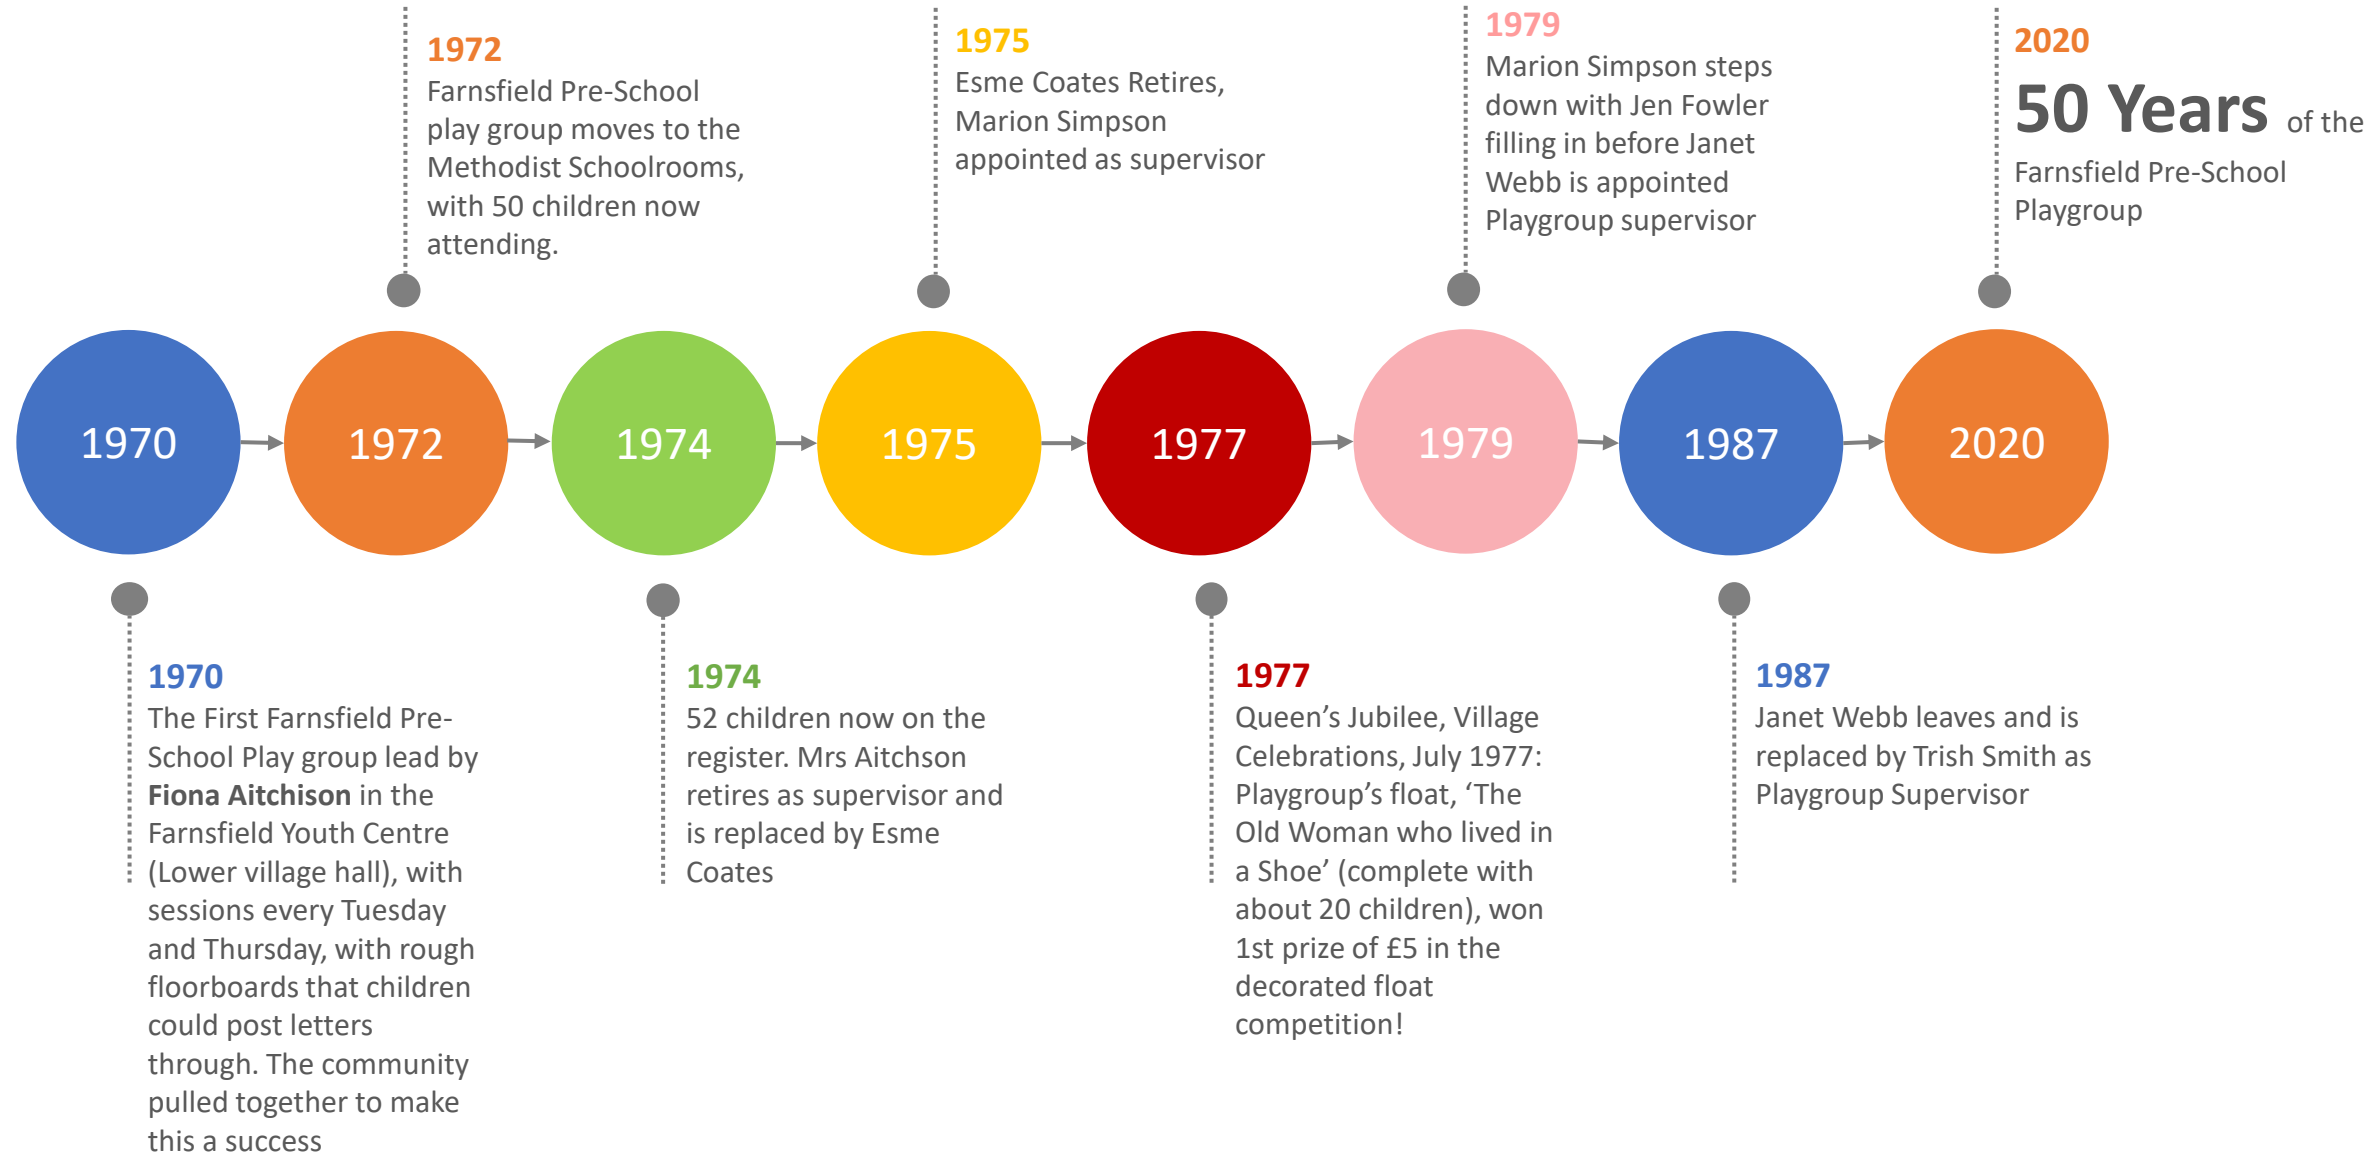 1972
Farnsfield Pre-School
play group moves to the
Methodist Schoolrooms,
with 50 children now
attending.
1975
Esme Coates Retires,
Marion Simpson
appointed as supervisor
1979
Marion Simpson steps
down with Jen Fowler
filling in before Janet
Webb is appointed
Playgroup supervisor
2020
50 Years of the
Farnsfield Pre-School
Playgroup
1970
1972
1974
1975
1977
1979
1987
2020
1970
The First Farnsfield Pre-
School Play group lead by
Fiona Aitchison in the
Farnsfield Youth Centre
(Lower village hall), with
sessions every Tuesday
and Thursday, with rough
floorboards that children
could post letters
through. The community
pulled together to make
this a success
1974
52 children now on the
register. Mrs Aitchson
retires as supervisor and
is replaced by Esme
Coates
1977
Queen’s Jubilee, Village
Celebrations, July 1977:
Playgroup’s float, ‘The
Old Woman who lived in
a Shoe’ (complete with
about 20 children), won
1st prize of £5 in the
decorated float
competition!
1987
Janet Webb leaves and is
replaced by Trish Smith as
Playgroup Supervisor